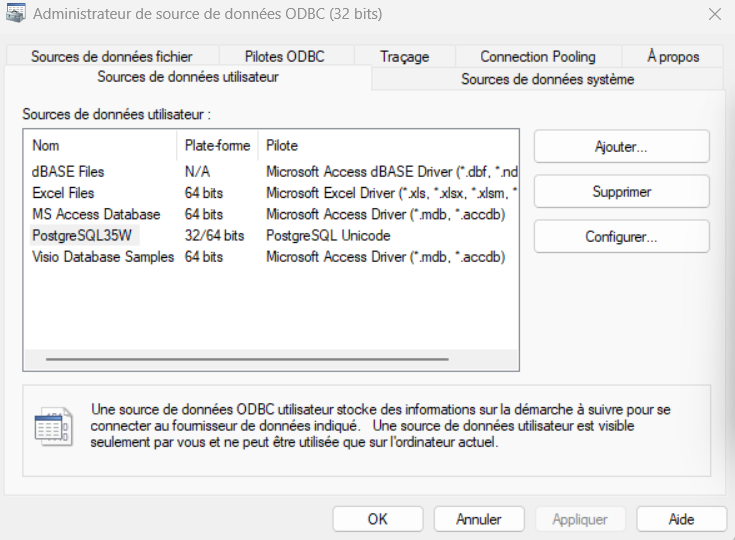 Administrateur de source de données ODBC (32 bits)
Sources de données fichier Pilotes ODBC Traçage Connection Pooling À propos
Sources de données utilisateur Sources de données système
Sources de données utilisateur :
Nom Plate-forme Pilote
dBASE Files N/A Microsoft Access dBASE Driver (*.dbf, *.nd
Excel Files 64 bits Microsoft Excel Driver (*.xls, *.xlsx, *.xlsm, *
MS Access Database 64 bits Microsoft Access Driver (*.mdb, *.accdb)
PostgreSQL35W 32/64 bits PostgreSQL Unicode
Visio Database Samples 64 bits Microsoft Access Driver (*.mdb, *.accdb)
Ajouter...
Supprimer
Configurer...
Une source de données ODBC utilisateur stocke des informations sur la démarche à suivre pour se
connecter au fournisseur de données indiqué. Une source de données utilisateur est visible
seulement par vous et ne peut être utilisée que sur l'ordinateur actuel.
OK Annuler Appliquer Aide